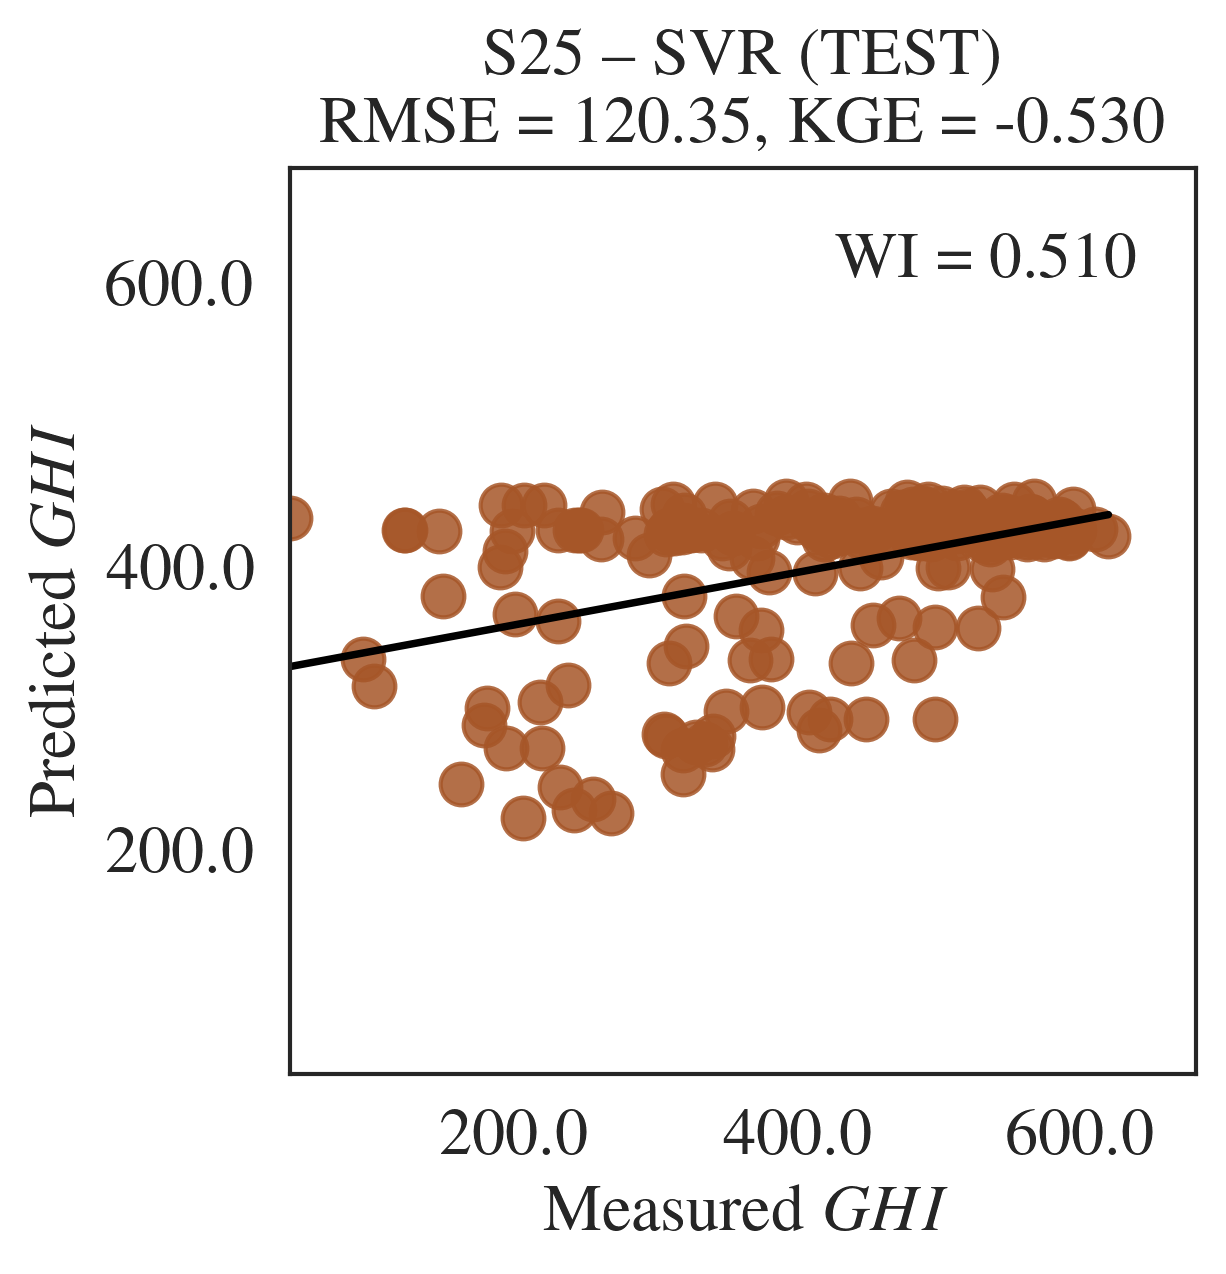 S25 – SVR (TEST)
RMSE = 120.35, KGE = -0.530
WI = 0.510
600.0
400.0
200.0
Predicted GHI
200.0 400.0 600.0
Measured GHI